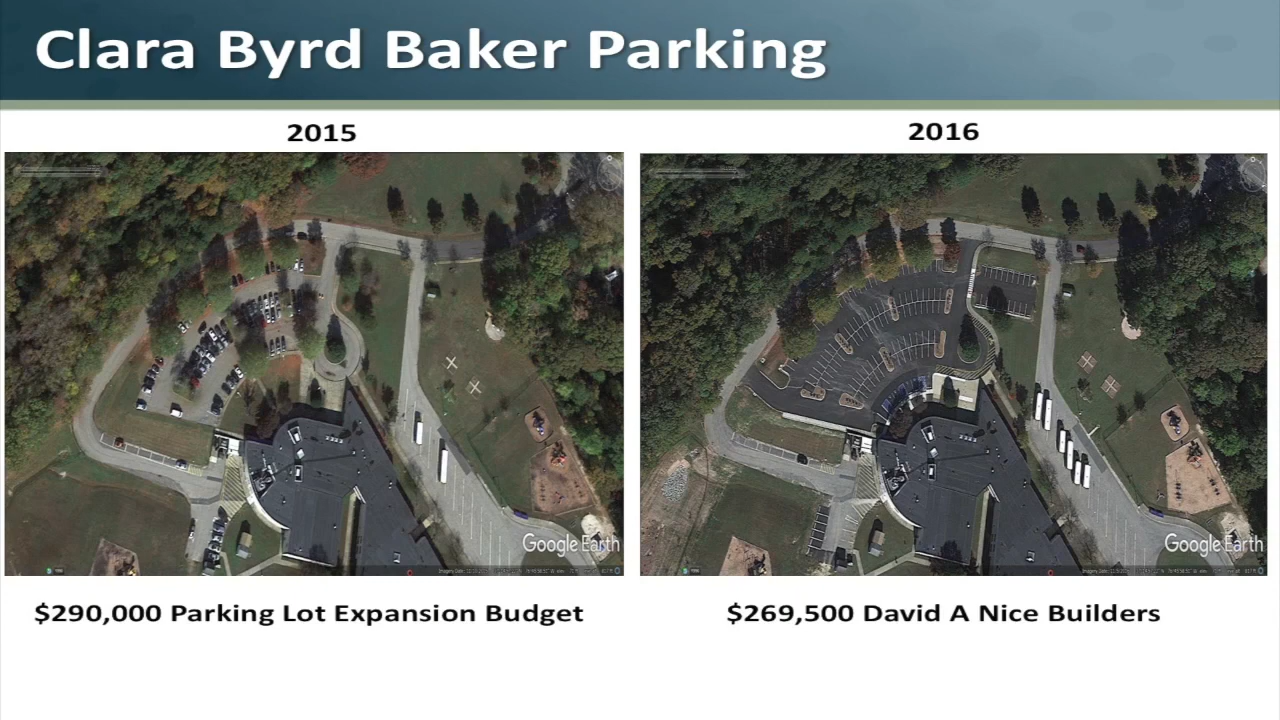 Clara Byrd Baker Parking
2015
2016
Google Earth
Google Earth
$290,000 Parking Lot Expansion Budget
$269,500 David A Nice Builders